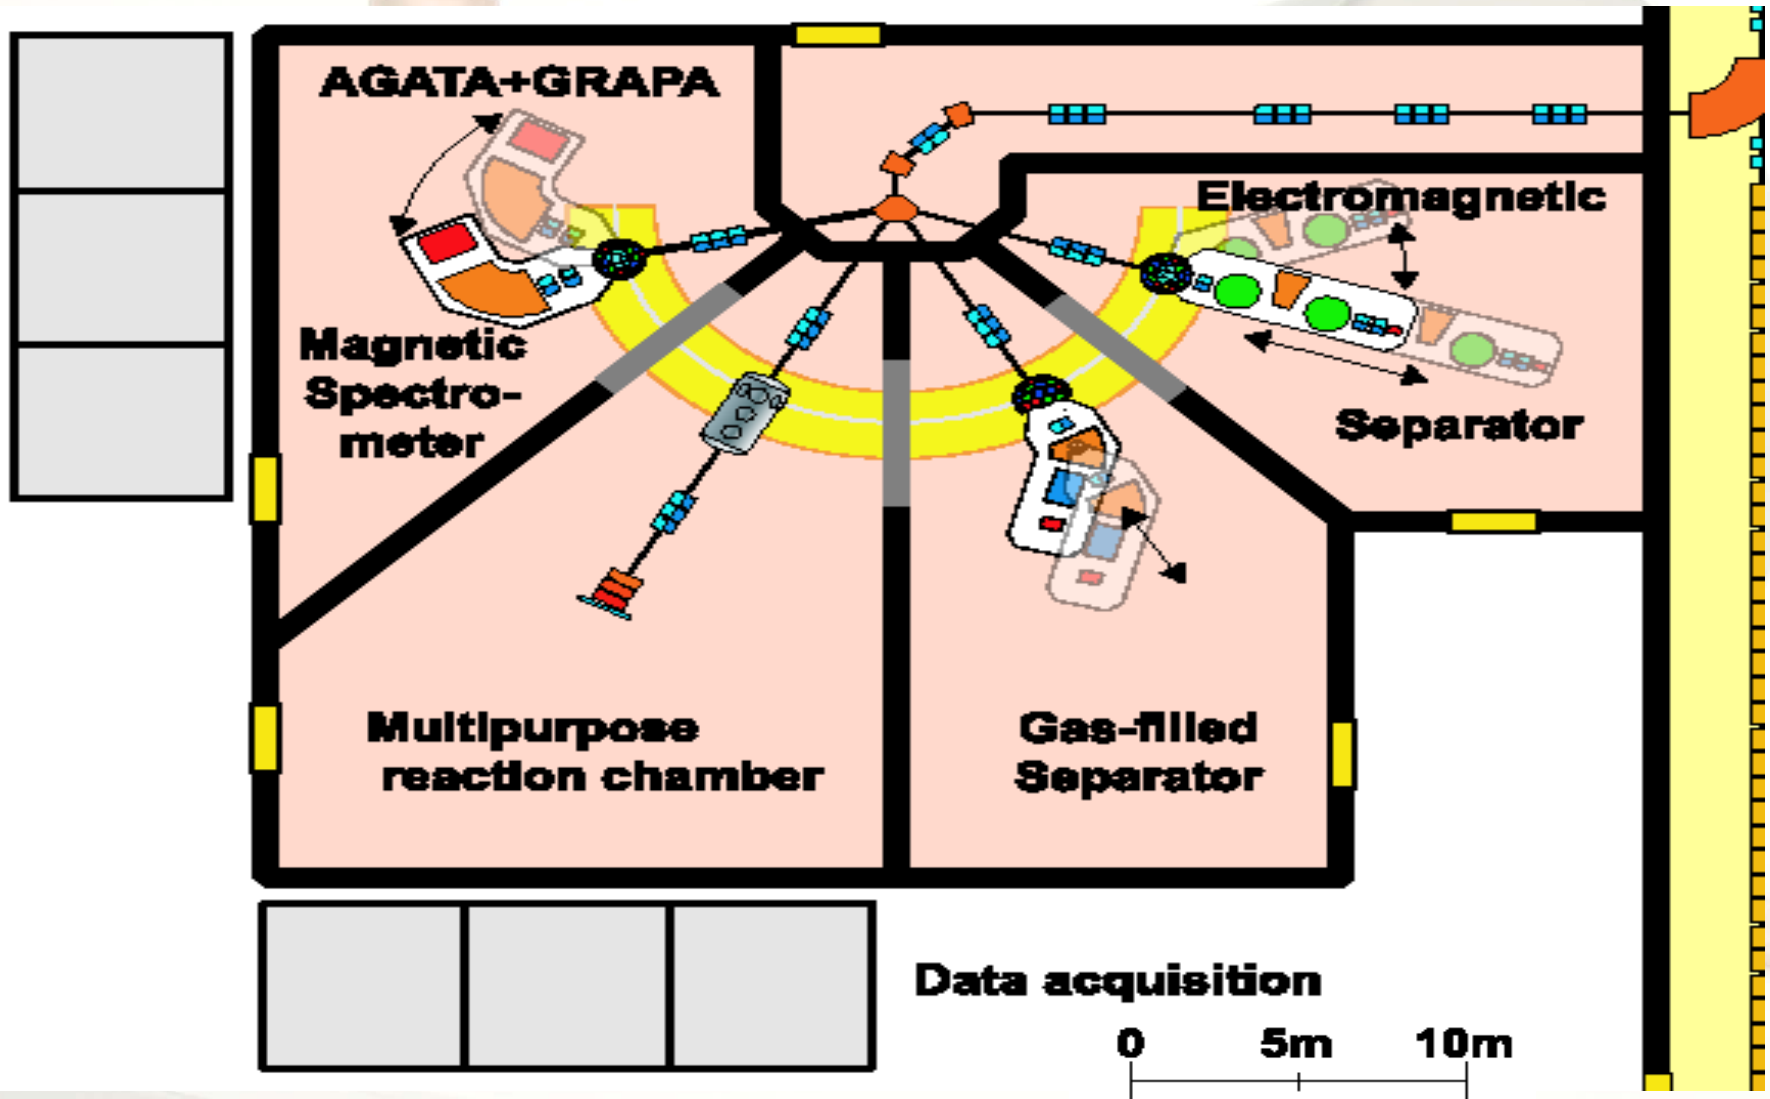 AGATA+GRAPA
Electromagnetic
Magnetic
Spectro-
meter
Separator
Multipurpose
reaction chamber
Gas-filled
Separator
Data acquisition
0 5m 10m